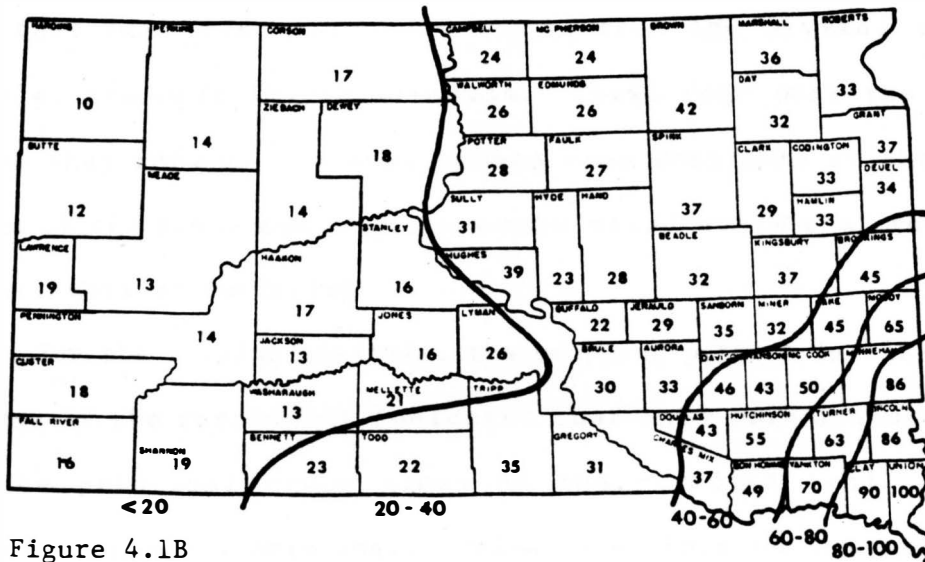 HARDING PERKINS CORSON CAMPBELL MC PHERSON BROWN MARSHALL ROBERTS
10 14 17 24 24 42 36 33
WALWORTH EDMUNDS DAY GRANT
26 26 32 37
BUTTE MEADE ZIEBACH DEWEY POTTER FAULK SPINK CLARK CODINGTON DEUEL
12 13 14 18 28 27 37 29 33 34
HAMLIN
33
LAWRENCE HAAKON STANLEY SULLY HYDE HAND BEADLE KINGSBURY BROOKINGS
19 17 16 31 23 28 32 37 45
HUGHES
39
PENNINGTON JACKSON JONES LYMAN BUFFALO JERAULD SANBORN MINER LAKE MOODY
14 13 16 26 22 29 35 32 45 65
CUSTER WASHABAUGH MELLETTE TRIPP BRULE AURORA DAVISON HANSON MC COOK MINNEHAHA
18 13 21 35 30 33 46 43 50 86
FALL RIVER SHANNON BENNETT TODD GREGORY CHARLES MIX DOUGLAS HUTCHINSON TURNER LINCOLN
16 19 23 22 31 37 43 55 63 86
BON HOMME YANKTON CLAY UNION
49 70 90 100
<20 20-40 40-60 60-80 80-100
Figure 4.1B